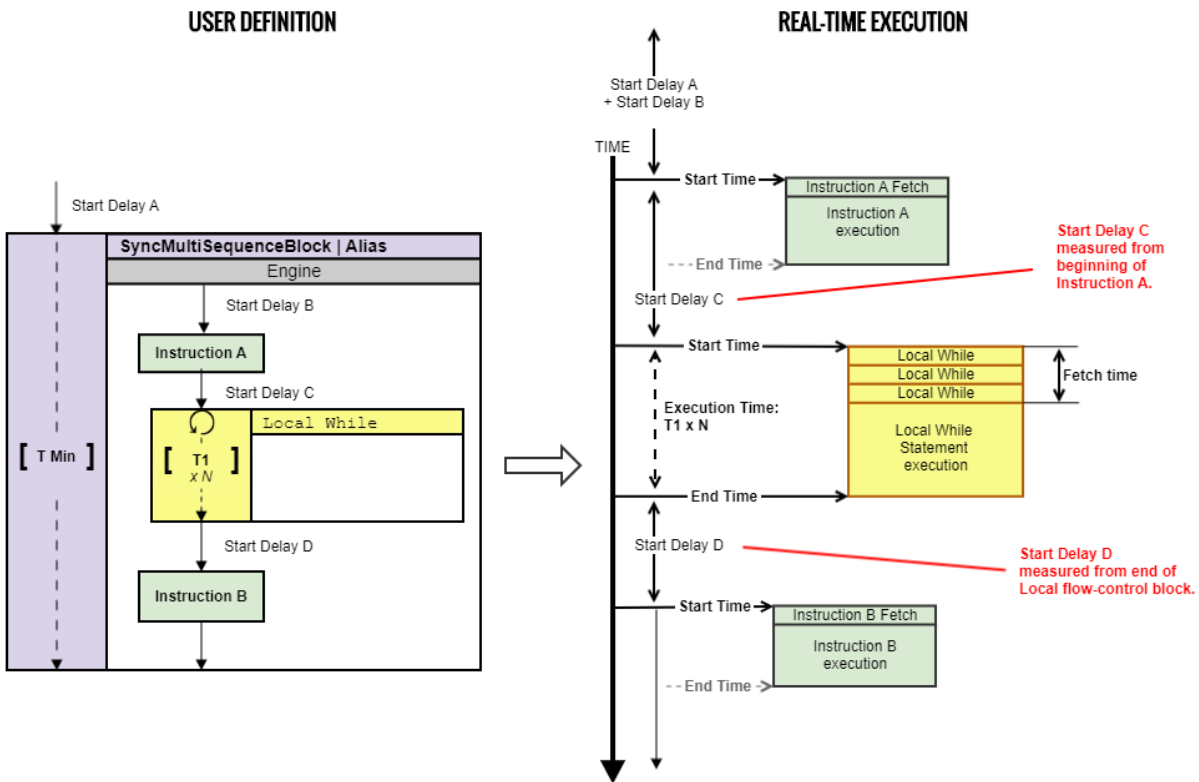 USER DEFINITION
Start Delay A
SyncMultiSequenceBlock | Alias
Engine
Start Delay B
Instruction A
Start Delay C
Local While
[ T Min ]
[ T1 ]
x N
Start Delay D
Instruction B
REAL-TIME EXECUTION
Start Delay A
+ Start Delay B
TIME
Start Time
Instruction A Fetch
Instruction A
execution
End Time
Start Delay C
Start Delay C
measured from
beginning of
Instruction A.
Start Time
Local While
Local While
Local While
Fetch time
Execution Time:
T1 x N
Local While
Statement
execution
End Time
Start Delay D
Start Delay D
measured from end of
Local flow-control block.
Start Time
Instruction B Fetch
Instruction B
execution
End Time